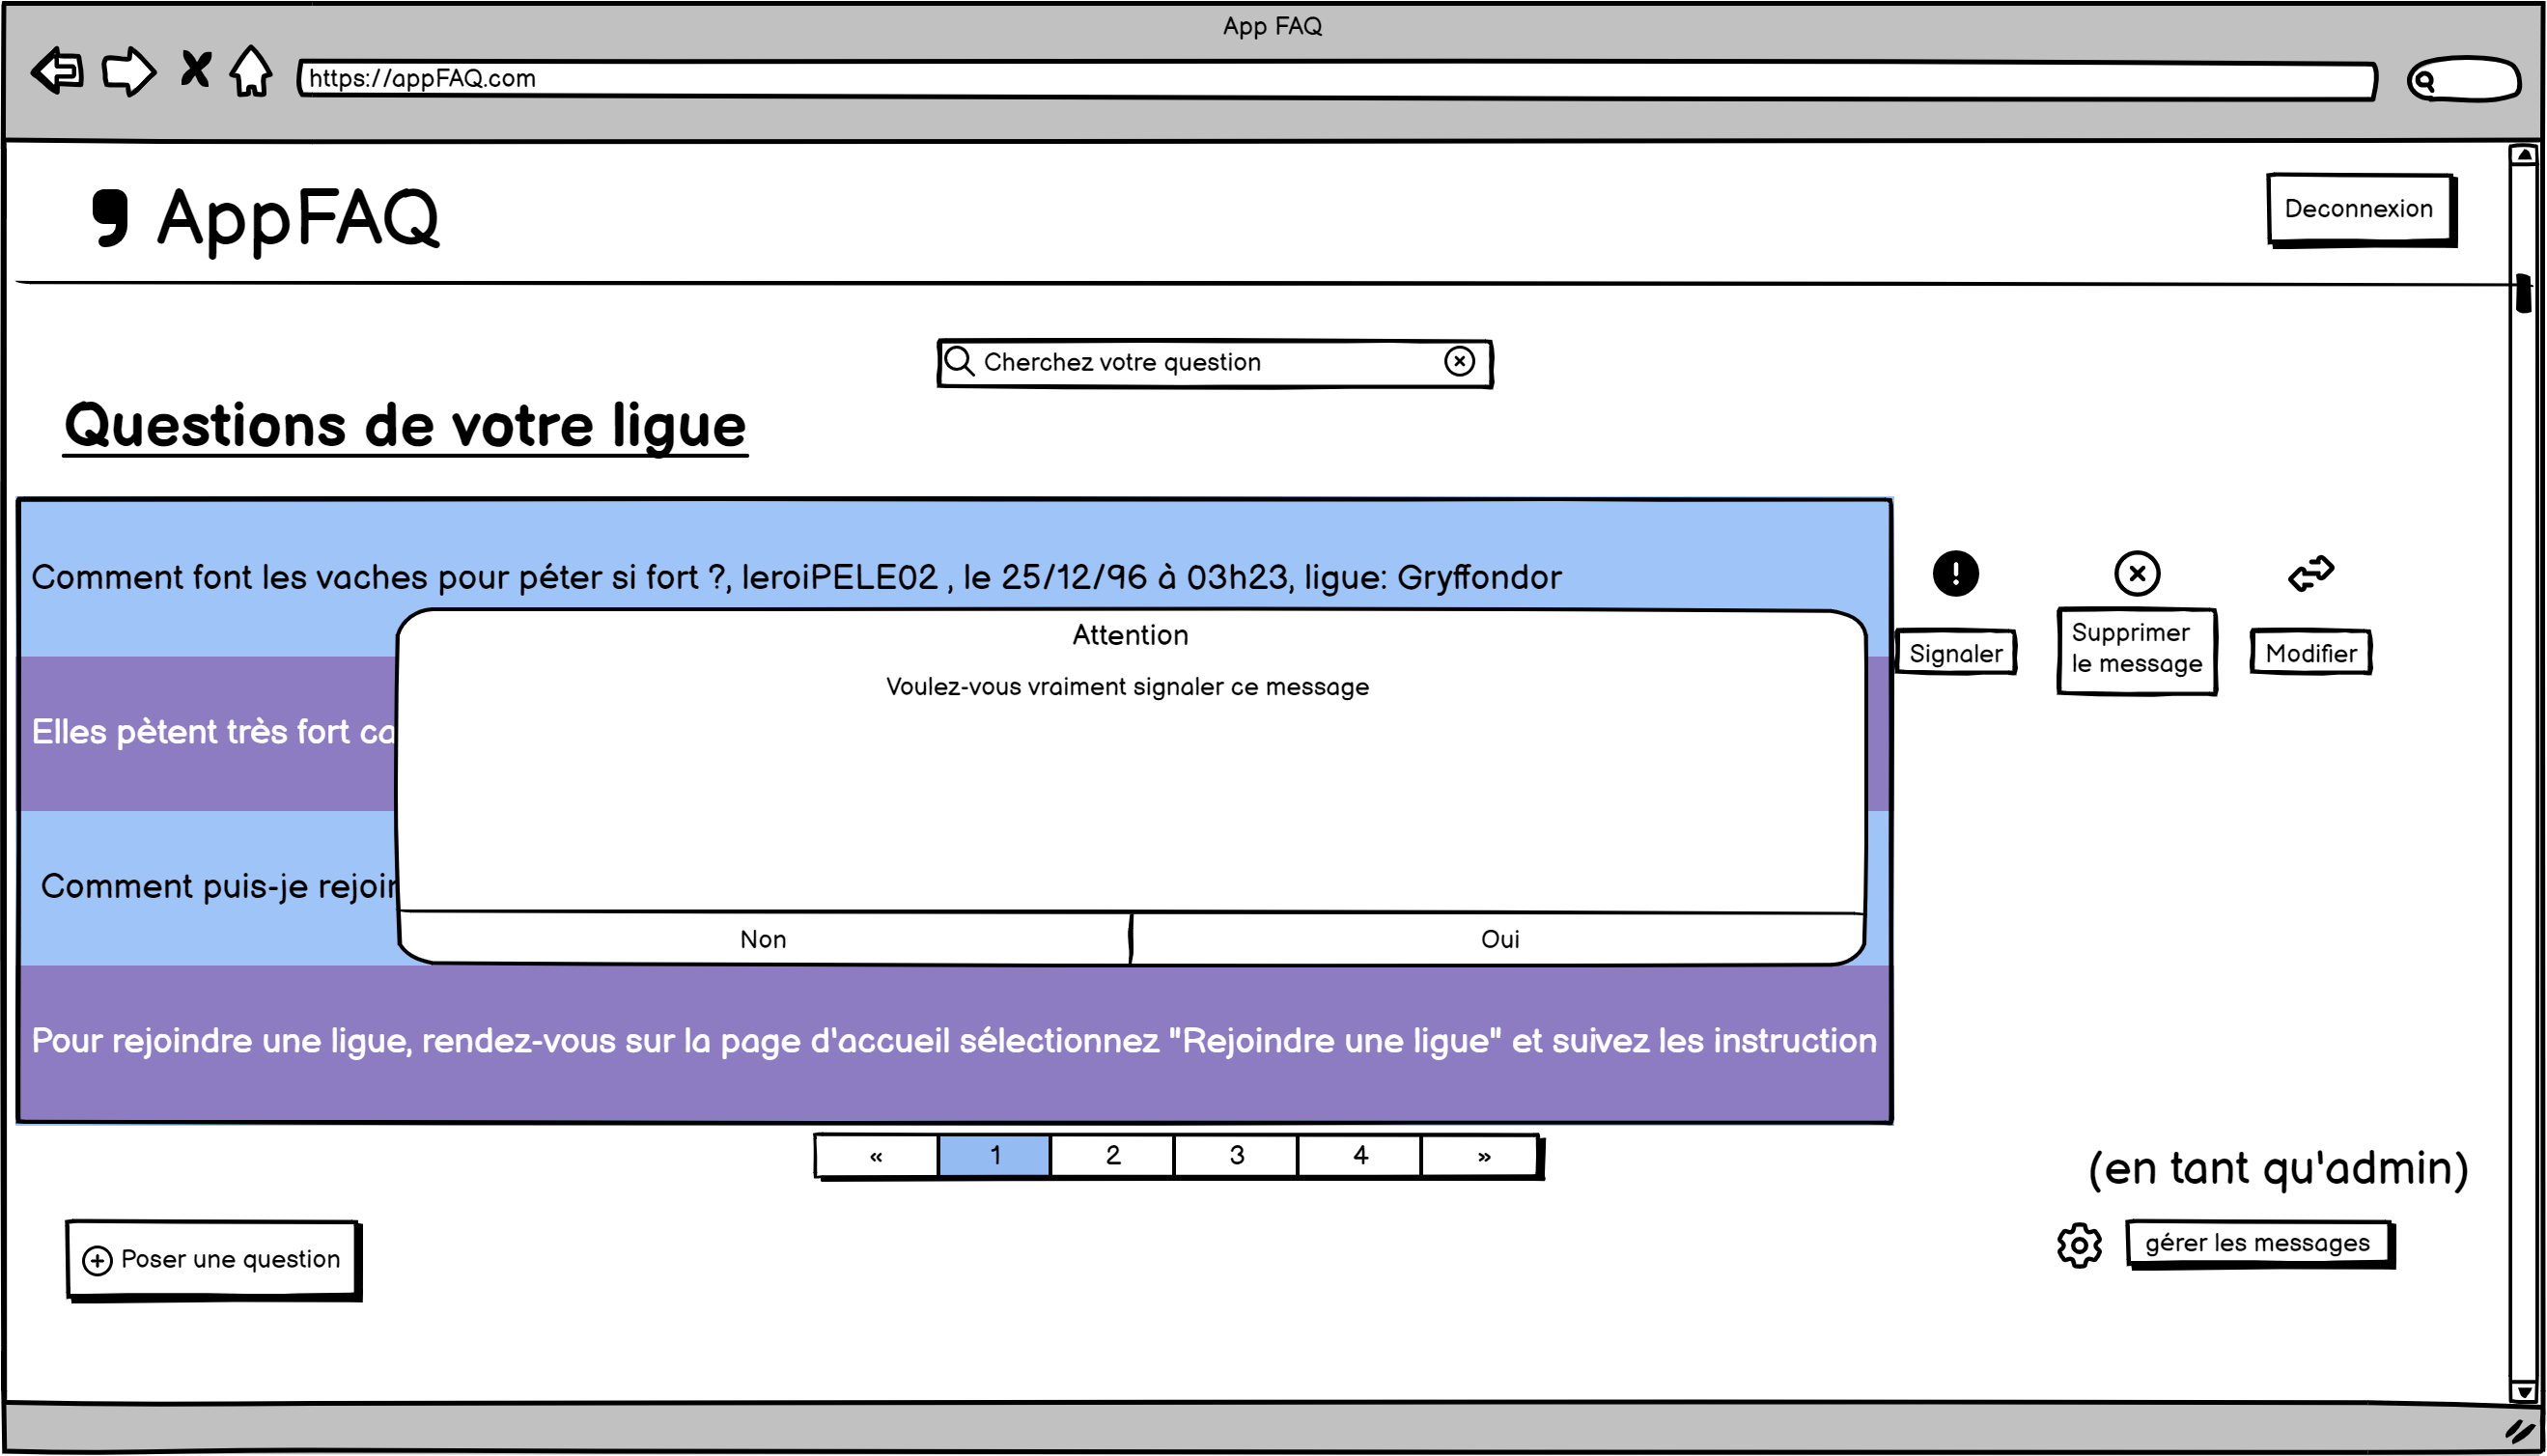 App FAQ
https://appFAQ.com
AppFAQ
Deconnexion
Cherchez votre question
Questions de votre ligue
Comment font les vaches pour péter si fort ?, leroiPELE02 , le 25/12/96 à 03h23, ligue: Gryffondor
Signaler
Supprimer
le message
Modifier
Attention
Voulez-vous vraiment signaler ce message
Elles pètent très fort
Comment puis-je
Non
Oui
Pour rejoindre une ligue, rendez-vous sur la page d'accueil sélectionnez "Rejoindre une ligue" et suivez les instruction
« 1 2 3 4 »
(en tant qu'admin)
Poser une question
gérer les messages